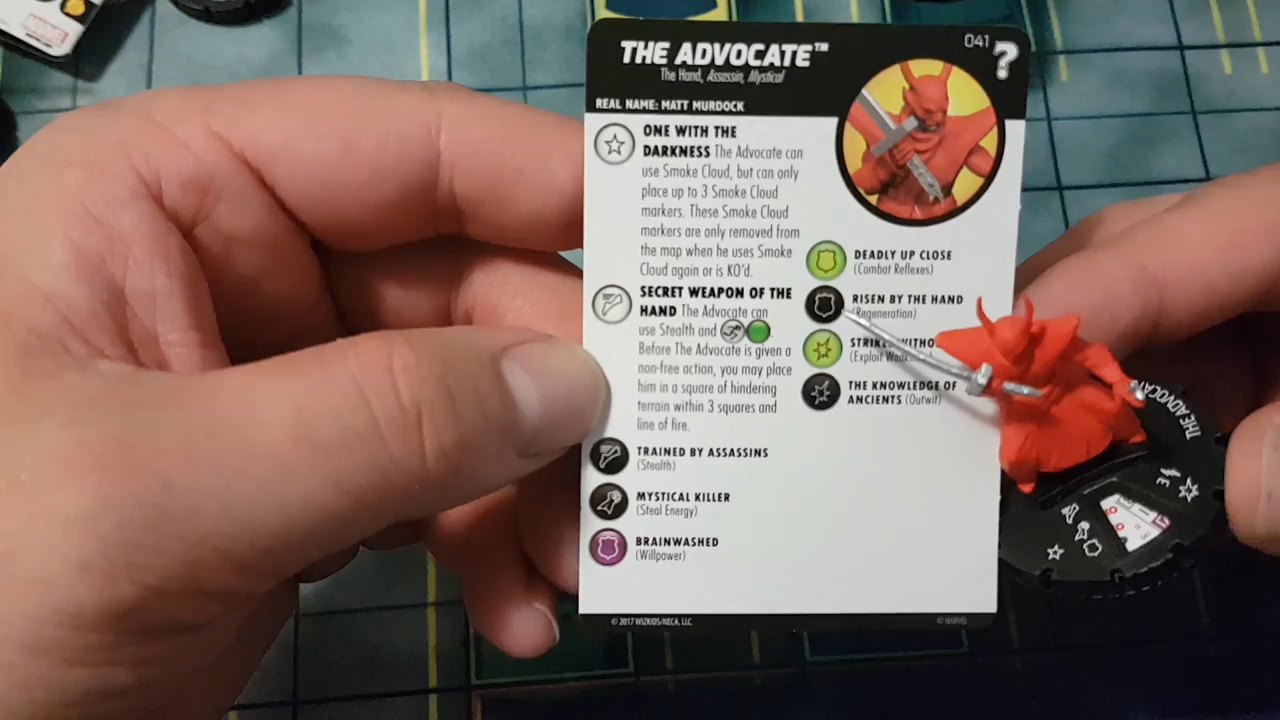 THE ADVOCATE™
041
The Hand, Assassin, Mystical
REAL NAME: MATT MURDOCK
ONE WITH THE
DARKNESS The Advocate can
use Smoke Cloud, but can only
place up to 3 Smoke Cloud
markers. These Smoke Cloud
markers are only removed from
the map when he uses Smoke
Cloud again or is KO'd.
SECRET WEAPON OF THE
HAND The Advocate can
use Stealth and
Before The Advocate is given a
non-free action, you may place
him in a square of hindering
terrain within 3 squares and
line of fire.
TRAINED BY ASSASSINS
(Stealth)
MYSTICAL KILLER
(Steal Energy)
BRAINWASHED
(Willpower)
DEADLY UP CLOSE
(Combat Reflexes)
RISEN BY THE HAND
(Regeneration)
(Exploit
THE KNOWLEDGE OF
ANCIENTS (Outwit)
© 2017 WIZKIDS/NECA, LLC.
THE ADVOCATE
MARVEL